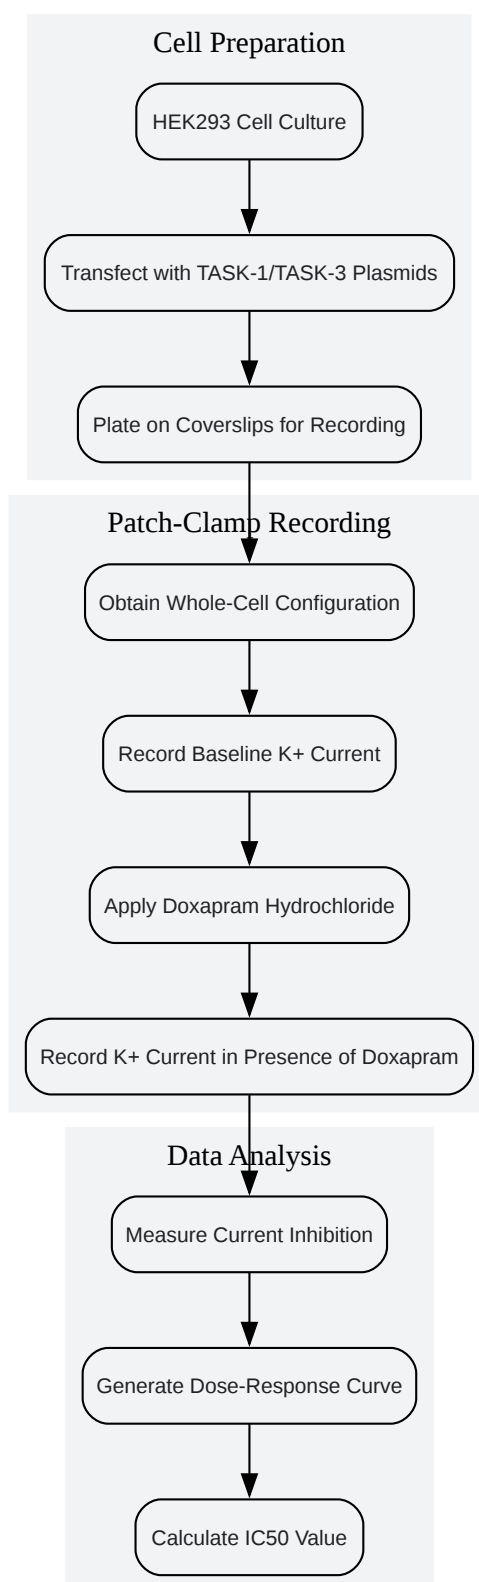 Cell Preparation
HEK293 Cell Culture
Transfect with TASK-1/TASK-3 Plasmids
Plate on Coverslips for Recording
Patch-Clamp Recording
Obtain Whole-Cell Configuration
Record Baseline K+ Current
Apply Doxapram Hydrochloride
Record K+ Current in Presence of Doxapram
Data Analysis
Measure Current Inhibition
Generate Dose-Response Curve
Calculate IC50 Value